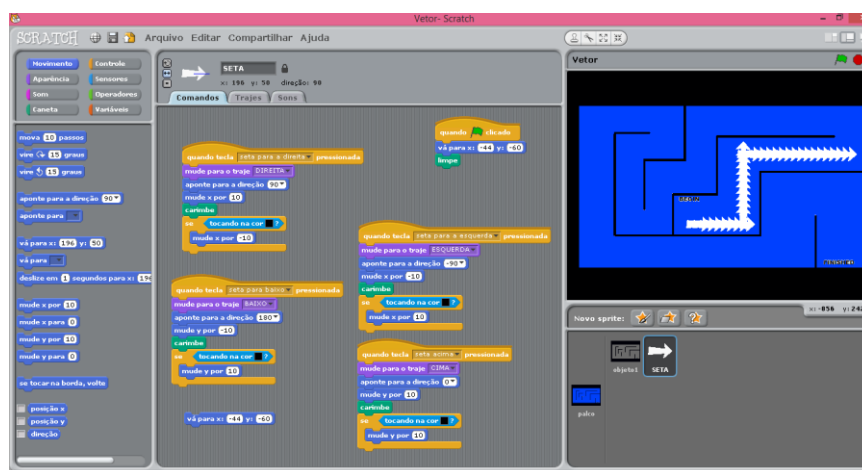 Vetor- Scratch
SCRATCH Arquivo Editar Compartilhar Ajuda
Movimento Controle
Aparência Sensores
Som Operadores
Caneta Variáveis
mova 10 passos
vire 15 graus
vire 15 graus
aponte para a direção 90
aponte para
vá para x: 196 y: 50
vá para
deslize em 1 segundos para x: 196
mude x por 10
mude x para 0
mude y por 10
mude y para 0
se tocar na borda, volte
posição x
posição y
direção
SETA
x: 196 y: 50 direção: 90
Comandos Trajes Sons
quando clicado
vá para x: -44 y: -60
limpe
quando tecla seta para a direita pressionada
mude para o traje DIREITA
aponte para a direção 90
mude x por 10
carimbe
se tocando na cor ?
mude x por -10
quando tecla seta para a esquerda pressionada
mude para o traje ESQUERDA
aponte para a direção -90
mude x por -10
carimbe
se tocando na cor ?
mude x por 10
quando tecla seta para baixo pressionada
mude para o traje BAIXO
aponte para a direção 180
mude y por -10
carimbe
se tocando na cor ?
mude y por 10
quando tecla seta acima pressionada
mude para o traje CIMA
aponte para a direção 0
mude y por 10
carimbe
se tocando na cor ?
mude y por 10
vá para x: -44 y: -60
Vetor
Novo sprite:
objeto1 SETA
palco